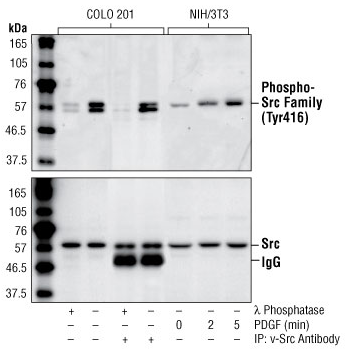 kDa
COLO 201
NIH/3T3
165
105
76
57
46.5
37.5
Phospho-
Src Family
(Tyr416)
165
105
76
57
46.5
37.5
Src
IgG
+ – + – – – – λ Phosphatase
– – – – 0 2 5 PDGF (min)
– – + + – – – IP: v-Src Antibody